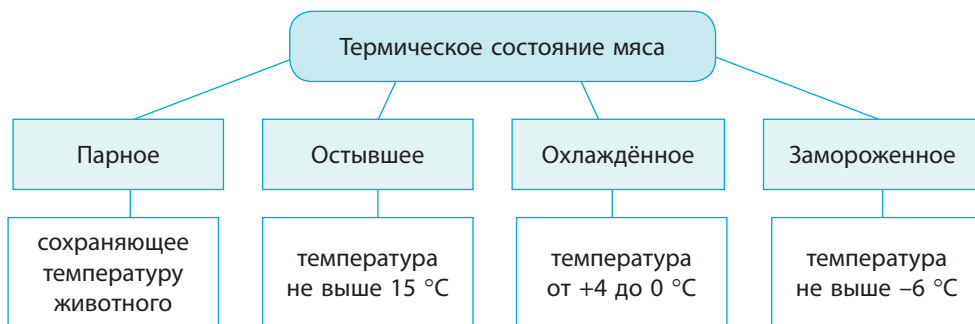 Термическое состояние мяса
Парное
Остывшее
Охлаждённое
Замороженное
сохраняющее
температуру
животного
температура
не выше 15 °C
температура
от +4 до 0 °C
температура
не выше –6 °C